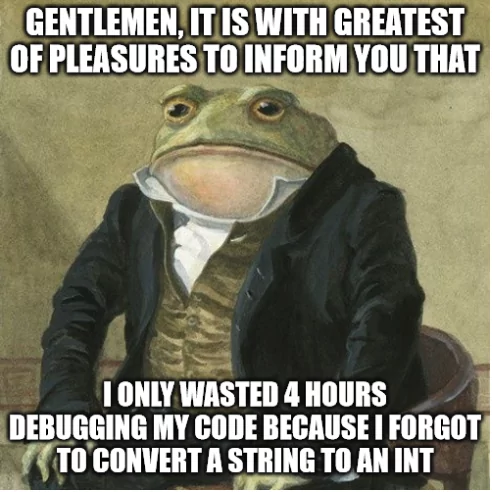 GENTLEMEN, IT IS WITH GREATEST
OF PLEASURES TO INFORM YOU THAT
I ONLY WASTED 4 HOURS
DEBUGGING MY CODE BECAUSE I FORGOT
TO CONVERT A STRING TO AN INT